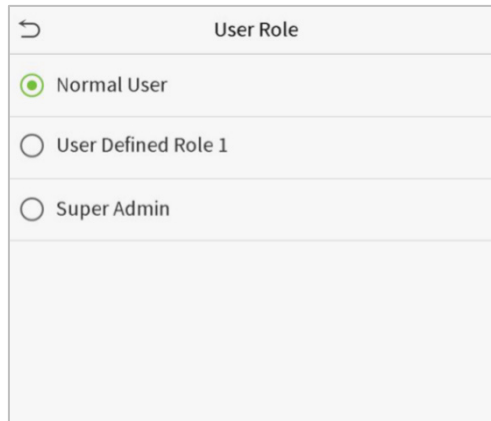 User Role
Normal User
User Defined Role 1
Super Admin